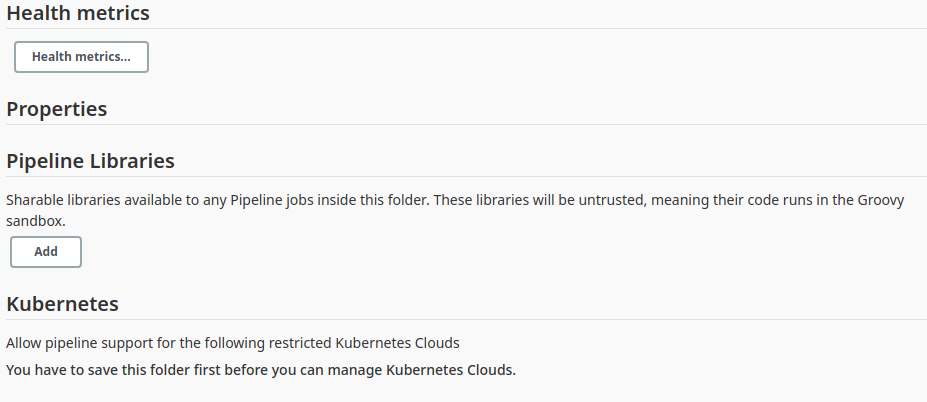 Health metrics
Health metrics...
Properties
Pipeline Libraries
Sharable libraries available to any Pipeline jobs inside this folder. These libraries will be untrusted, meaning their code runs in the Groovy
sandbox.
Add
Kubernetes
Allow pipeline support for the following restricted Kubernetes Clouds
You have to save this folder first before you can manage Kubernetes Clouds.